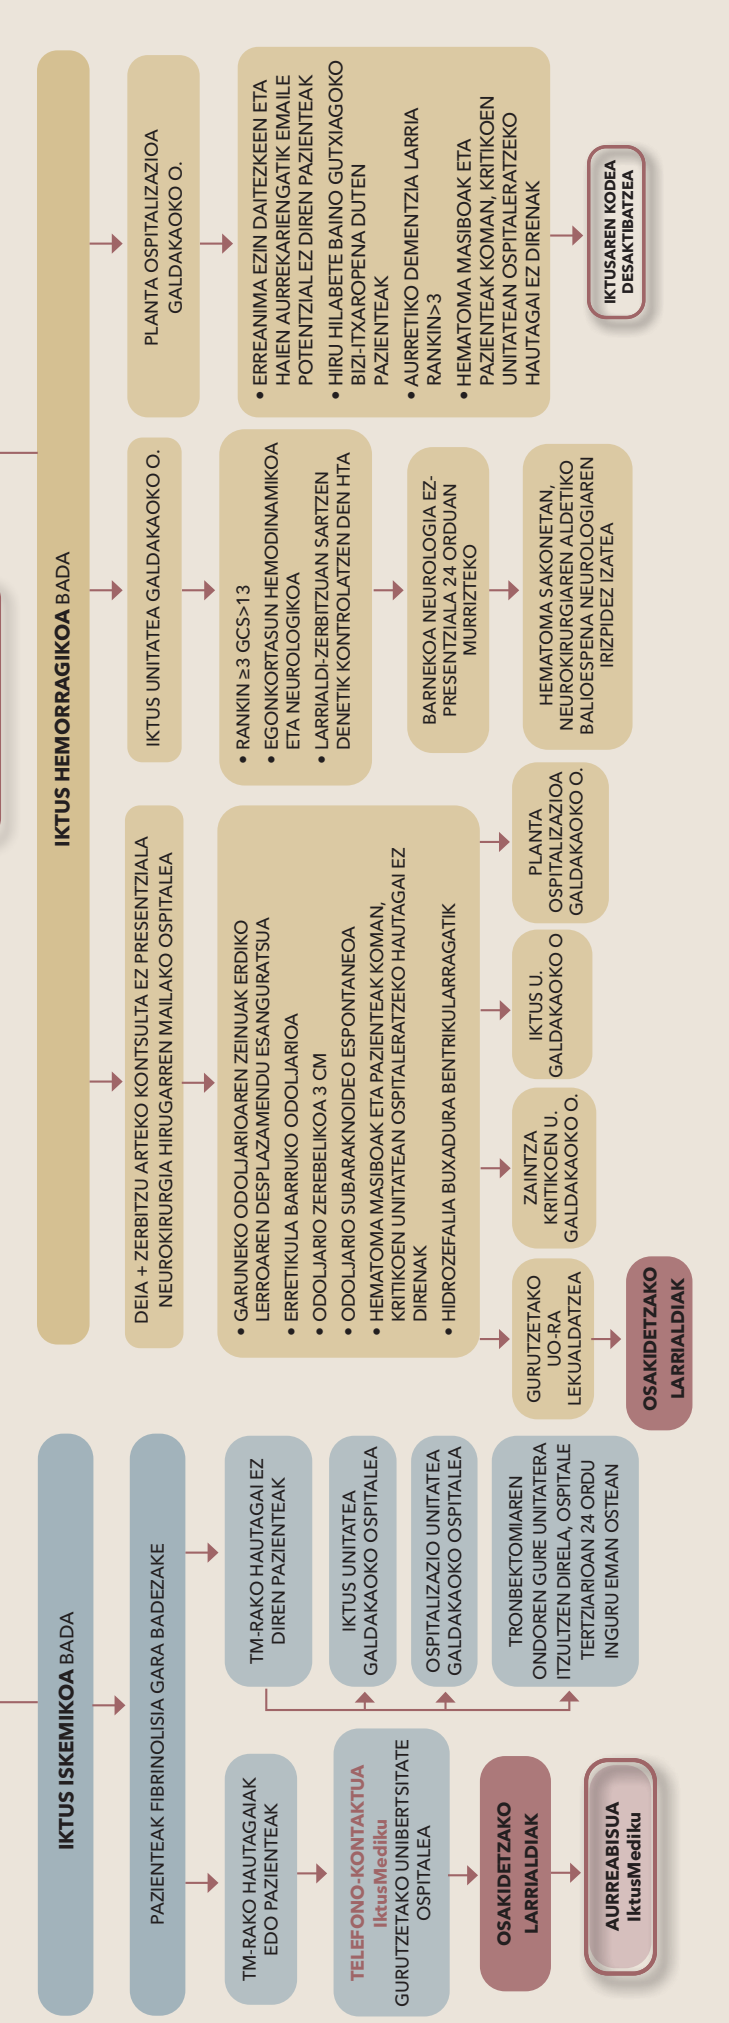 IKTUS ISKEMIKOA BADA
PAZIENTEAK FIBRINOLISIA GARA BADEZAKE
TM-RAKO HAUTAGAIAK
EDO PAZIENTEAK
TELEFONO-KONTAKTUA
IktusMediku
GURUTZETAKO UNIBERTSITATE
OSPITALEA
OSAKIDETZAKO
LARRIALDIAK
AURREABISUA
IktusMediku
TM-RAKO HAUTAGAI EZ
DIREN PAZIENTEAK
IKTUS UNITATEA
GALDAKAOKO OSPITALEA
OSPITALIZAZIO UNITATEA
GALDAKAOKO OSPITALEA
TRONBEKTOMIAREN
ONDOREN GURE UNITATERA
ITZULTZEN DIRELA, OSPITALE
TERTZIARIOAN 24 ORDU
INGURU EMAN OSTEAN
IKTUS HEMORRAGIKOA BADA
DEIA + ZERBITZU ARTEKO KONTSULTA EZ PRESENTZIALA
NEUROKIRURGIA HIRUGARREN MAILAKO OSPITALEA
• GARUNEKO ODOLJARIOAREN ZEINUAK ERDIKO
LERROAREN DESPLAZAMENDU ESANGURATSUA
• ERRETIKULA BARRUKO ODOLJARIOA
• ODOLJARIO ZEREBELIKOA 3 CM
• ODOLJARIO SUBARAKNOIDEO ESPONTANEOA
• HEMATOMA MASIBOAK ETA PAZIENTEAK KOMAN,
KRITIKOEN UNITATEAN OSPITALERATZEKO HAUTAGAI EZ
DIRENAK
• HIDROZEFALIA BUXADURA BENTRIKULARRAGATIK
GURUTZETAKO
UO-RA
LEKUALDATZEA
OSAKIDETZAKO
LARRIALDIAK
ZAINTZA
KRITIKOEN U.
GALDAKAOKO O.
IKTUS U.
GALDAKAOKO O
PLANTA
OSPITALIZAZIOA
GALDAKAOKO O.
IKTUS UNITATEA GALDAKAOKO O.
• RANKIN ≥3 GCS>13
• EGONKORTASUN HEMODINAMIKOA
ETA NEUROLOGIKOA
• LARRIALDI-ZERBITZUAN SARTZEN
DENETIK KONTROLATZEN DEN HTA
BARNEKOA NEUROLOGIA EZ-
PRESENTZIALA 24 ORDUAN
MURRIZTEKO
HEMATOMA SAKONETAN,
NEUROKIRURGIAREN ALDETIKO
BALIOESPENA NEUROLOGIAREN
IRIZPIDEZ IZATEA
PLANTA OSPITALIZAZIOA
GALDAKAOKO O.
• ERREANIMA EZIN DAITEZKEEN ETA
HAIEN AURREKARIENGATIK EMAILE
POTENTZIAL EZ DIREN PAZIENTEAK
• HIRU HILABETE BAINO GUTXIAGOKO
BIZI-ITXAROPENA DUTEN
PAZIENTEAK
• AURRETIKO DEMENTZIA LARRIA
RANKIN>3
• HEMATOMA MASIBOAK ETA
PAZIENTEAK KOMAN, KRITIKOEN
UNITATEAN OSPITALERATZEKO
HAUTAGAI EZ DIRENAK
IKTUSAREN KODEA
DESAKTIBATZEA